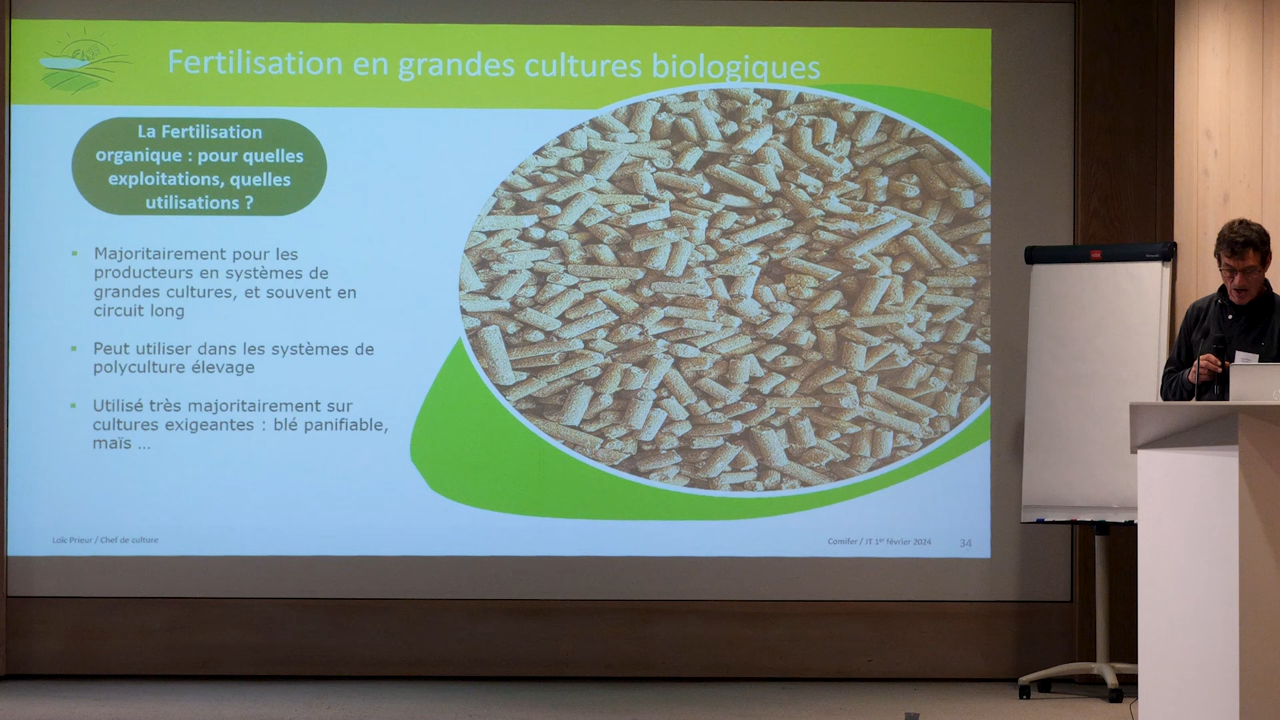 Fertilisation en grandes cultures biologiques
La Fertilisation
organique : pour quelles
exploitations, quelles
utilisations ?
Majoritairement pour les
producteurs en systèmes de
grandes cultures, et souvent en
circuit long
Peut utiliser dans les systèmes de
polyculture élevage
Utilisé très majoritairement sur
cultures exigeantes : blé panifiable,
maïs ...
Loïc Prieur / Chef de culture
Comifer / JT 1er février 2024
34